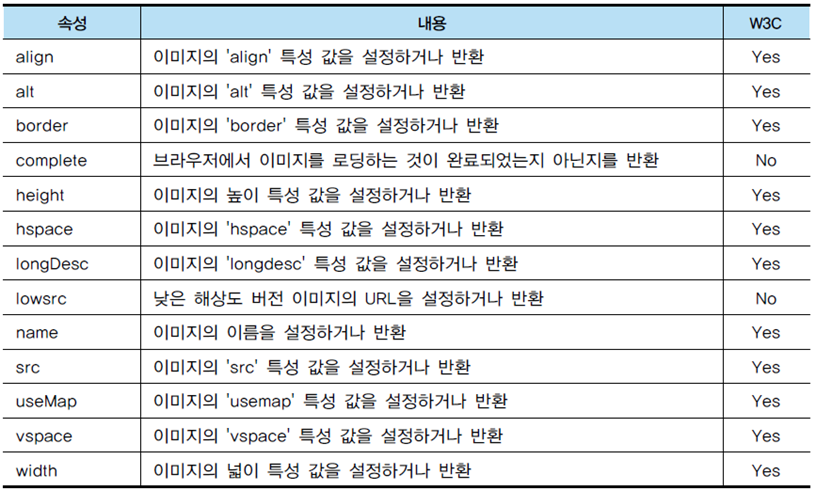 속성 내용 W3C
align 이미지의 'align' 특성 값을 설정하거나 반환 Yes
alt 이미지의 'alt' 특성 값을 설정하거나 반환 Yes
border 이미지의 'border' 특성 값을 설정하거나 반환 Yes
complete 브라우저에서 이미지를 로딩하는 것이 완료되었는지 아닌지를 반환 No
height 이미지의 높이 특성 값을 설정하거나 반환 Yes
hspace 이미지의 'hspace' 특성 값을 설정하거나 반환 Yes
longDesc 이미지의 'longdesc' 특성 값을 설정하거나 반환 Yes
lowsrc 낮은 해상도 버전 이미지의 URL을 설정하거나 반환 No
name 이미지의 이름을 설정하거나 반환 Yes
src 이미지의 'src' 특성 값을 설정하거나 반환 Yes
useMap 이미지의 'usemap' 특성 값을 설정하거나 반환 Yes
vspace 이미지의 'vspace' 특성 값을 설정하거나 반환 Yes
width 이미지의 넓이 특성 값을 설정하거나 반환 Yes